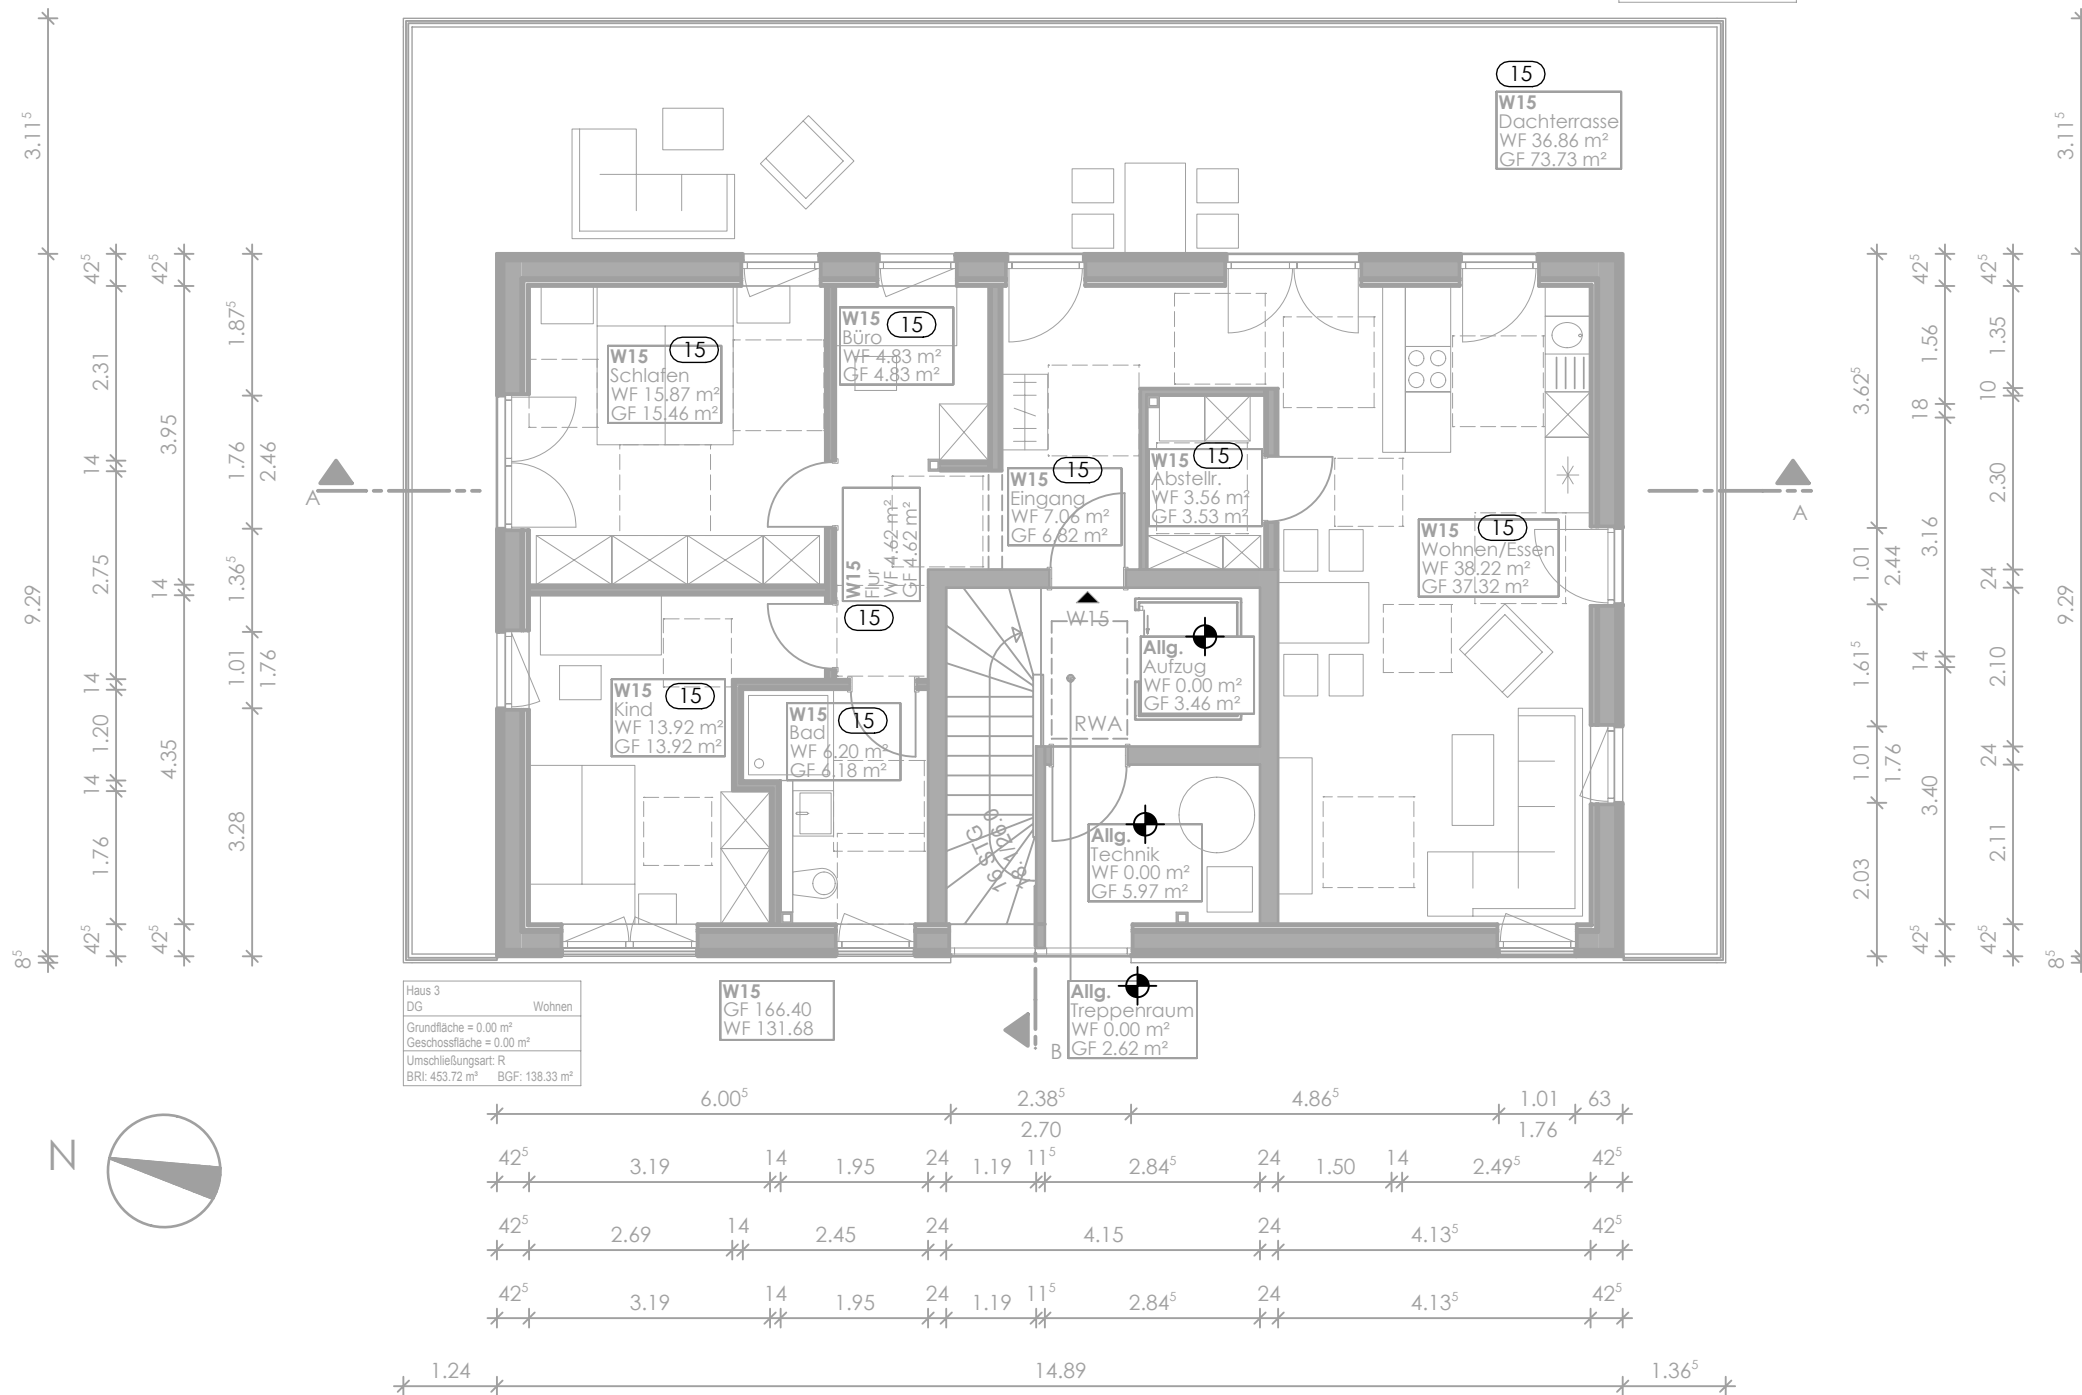 15
W15
Dachterrasse
WF 36.86 m²
GF 73.73 m²
W15 15
Schlafen
WF 15.87 m²
GF 15.46 m²
W15 15
Büro
WF 4.83 m²
GF 4.83 m²
W15 15
Eingang
WF 7.06 m²
GF 6.82 m²
W15 15
Abstellr.
WF 3.56 m²
GF 3.53 m²
W15 15
Wohnen/Essen
WF 38.22 m²
GF 37.32 m²
W15
Flur
WF 4.62 m²
GF 4.62 m²
15
W15 15
Kind
WF 13.92 m²
GF 13.92 m²
W15 15
Bad
WF 6.20 m²
GF 6.18 m²
W15
RWA
Allg.
Aufzug
WF 0.00 m²
GF 3.46 m²
Allg.
Technik
WF 0.00 m²
GF 5.97 m²
16 STG
18.1/26.0
Allg.
Treppenraum
WF 0.00 m²
GF 2.62 m²
W15
GF 166.40
WF 131.68
Haus 3
DG Wohnen
Grundfläche = 0.00 m²
Geschossfläche = 0.00 m²
Umschließungsart: R
BRI: 453.72 m³ BGF: 138.33 m²
A
A
B
N
3.11⁵
9.29
8⁵
42⁵
2.31
14
2.75
14
1.20
14
1.76
42⁵
42⁵
3.95
14
4.35
42⁵
1.87⁵
1.76
2.46
1.36⁵
1.01
1.76
3.28
3.62⁵
1.01
2.44
1.61⁵
1.01
1.76
2.03
42⁵
1.56
18
3.16
14
3.40
42⁵
42⁵
1.35
10
2.30
24
2.10
24
2.11
42⁵
3.11⁵
9.29
8⁵
6.00⁵ 2.38⁵ 4.86⁵ 1.01 63
2.70 1.76
42⁵ 3.19 14 1.95 24 1.19 11⁵ 2.84⁵ 24 1.50 14 2.49⁵ 42⁵
42⁵ 2.69 14 2.45 24 4.15 24 4.13⁵ 42⁵
42⁵ 3.19 14 1.95 24 1.19 11⁵ 2.84⁵ 24 4.13⁵ 42⁵
1.24 14.89 1.36⁵